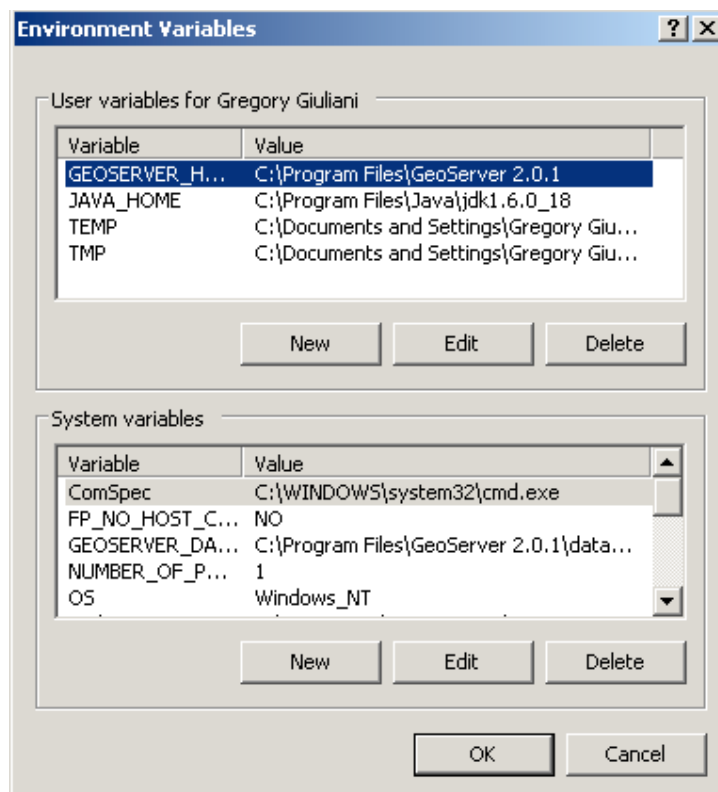 Environment Variables
User variables for Gregory Giuliani
Variable Value
GEOSERVER_H... C:\Program Files\GeoServer 2.0.1
JAVA_HOME C:\Program Files\Java\jdk1.6.0_18
TEMP C:\Documents and Settings\Gregory Giu...
TMP C:\Documents and Settings\Gregory Giu...
New Edit Delete
System variables
Variable Value
ComSpec C:\WINDOWS\system32\cmd.exe
FP_NO_HOST_C... NO
GEOSERVER_DA... C:\Program Files\GeoServer 2.0.1\data...
NUMBER_OF_P... 1
OS Windows_NT
New Edit Delete
OK Cancel